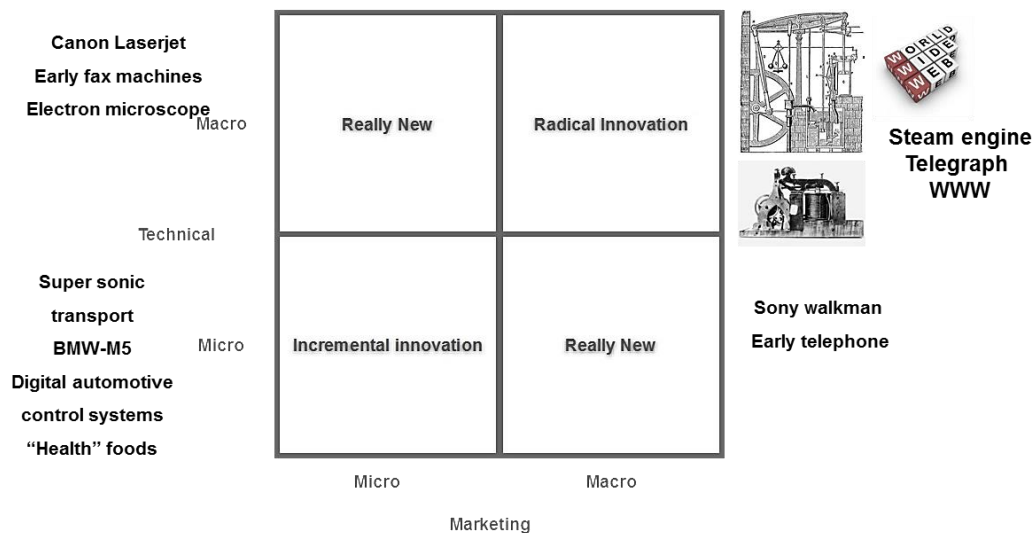 Canon Laserjet
Early fax machines
Electron microscope
Macro
Really New
Radical Innovation
WORLD
WIDE
WEB
Steam engine
Telegraph
WWW
Technical
Super sonic
transport
BMW-M5
Digital automotive
control systems
“Health” foods
Micro
Incremental innovation
Really New
Sony walkman
Early telephone
Micro
Macro
Marketing